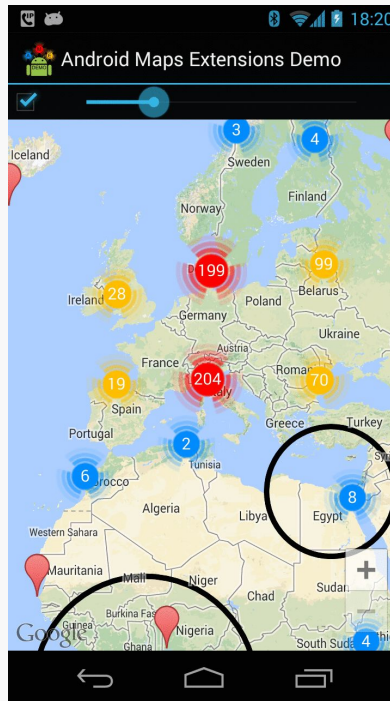 18:20
Android Maps Extensions Demo
3
4
Iceland
Sweden
Finland
Norway
199
99
28
Ireland
Belarus
Poland
Germany
Ukraine
Austria
France
204
70
19
Spain
Italy
Greece
Turkey
Portugal
2
Tunisia
6
8
Algeria
Libya
Egypt
Western Sahara
Mauritania
Mali
Niger
Chad
Sudan
Burkina Faso
Guinea
Nigeria
Ghana
Google
South Sudan
4